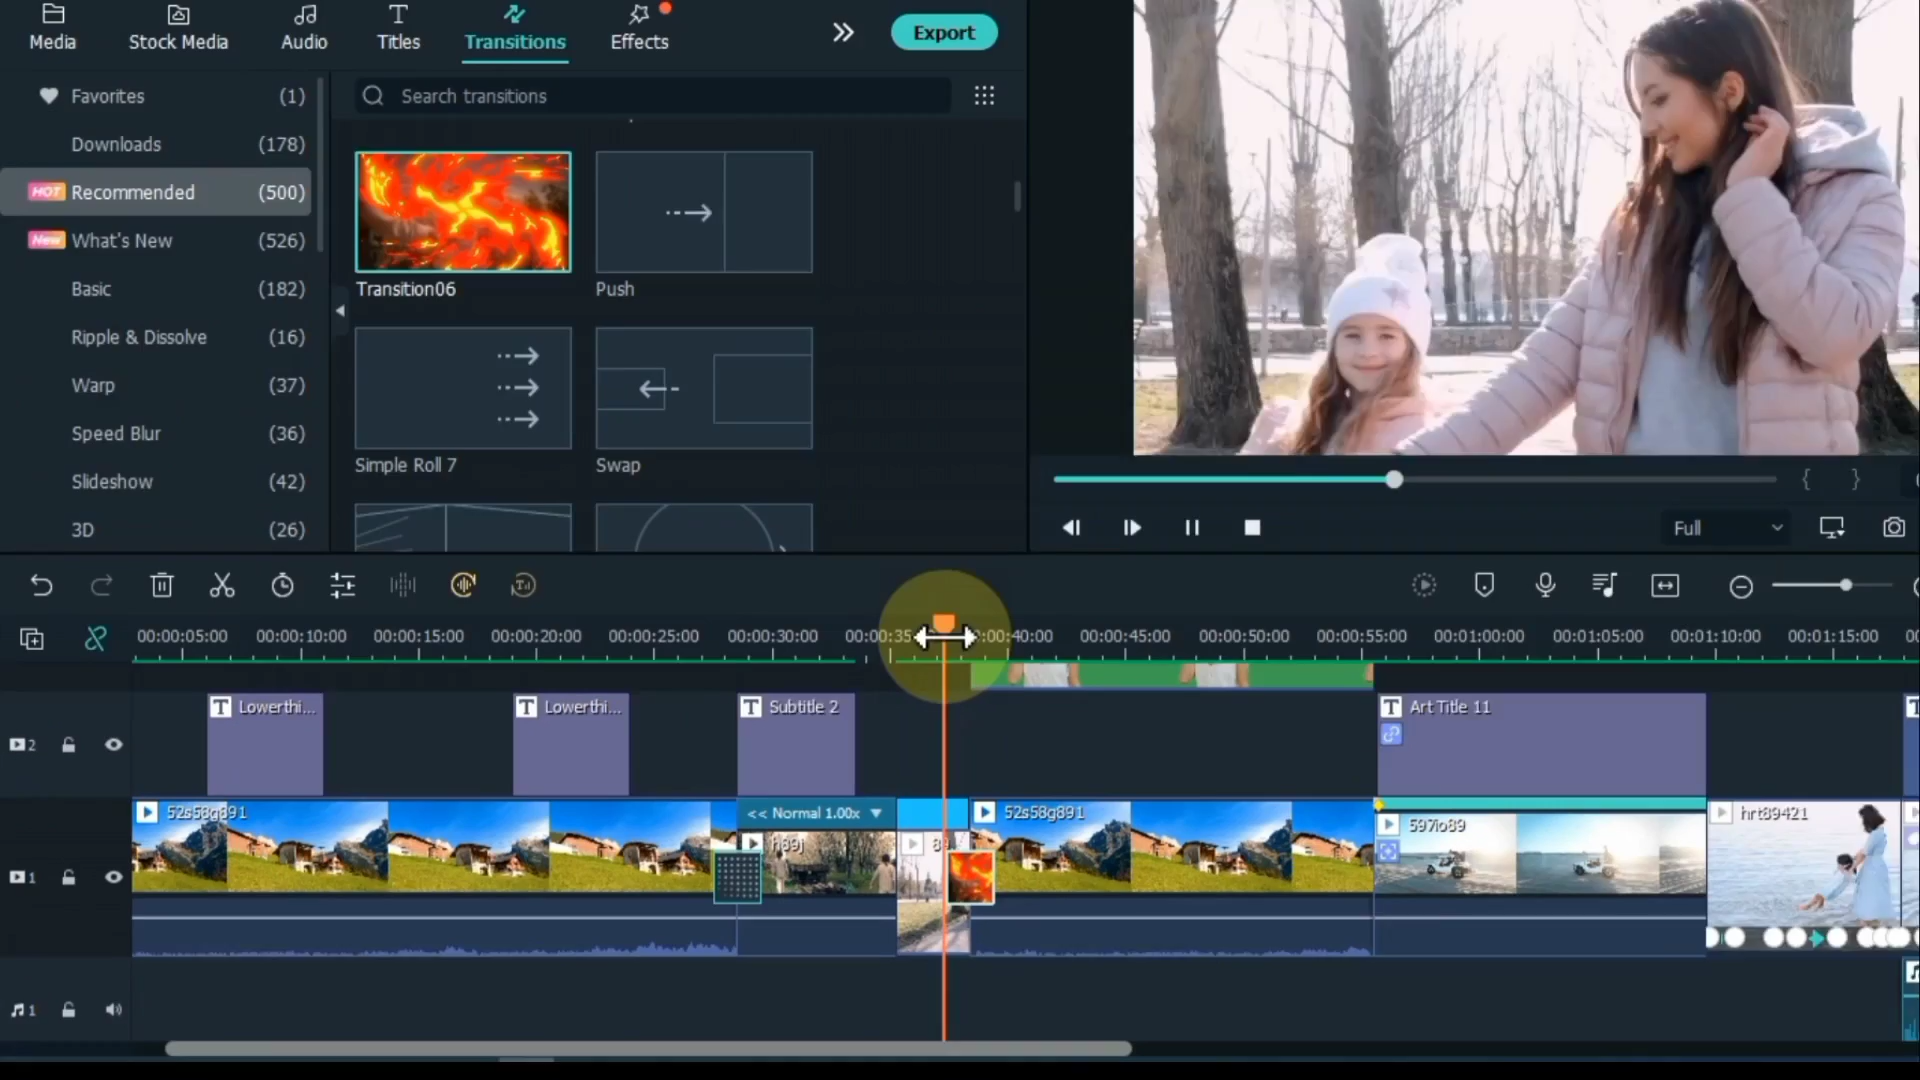 Media
Stock Media
Audio
Titles
Transitions
Effects
Export
Favorites (1)
Downloads (178)
HOT Recommended (500)
New What's New (526)
Basic (182)
Ripple & Dissolve (16)
Warp (37)
Speed Blur (36)
Slideshow (42)
3D (26)
Search transitions
Transition06
Push
Simple Roll 7
Swap
{ }
Full
00:00:05:00 00:00:10:00 00:00:15:00 00:00:20:00 00:00:25:00 00:00:30:00 00:00:35 :00:40:00 00:00:45:00 00:00:50:00 00:00:55:00 00:01:00:00 00:01:05:00 00:01:10:00 00:01:15:00 00
T Lowerthi...
T Lowerthi...
T Subtitle 2
T Art Title 11
2
52s58g891
<< Normal 1.00x
h89j
8
52s58g891
597io89
hrt89421
1
1